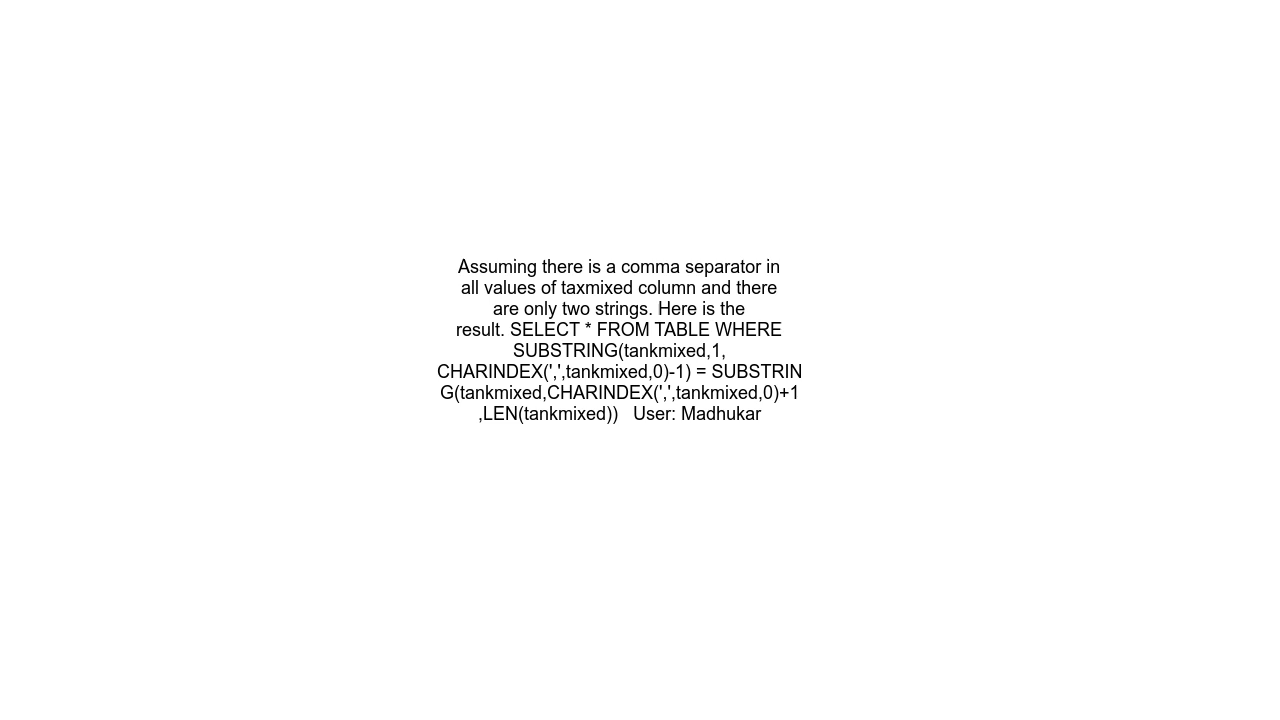 Assuming there is a comma separator in
all values of taxmixed column and there
are only two strings. Here is the
result. SELECT * FROM TABLE WHERE
SUBSTRING(tankmixed,1,
CHARINDEX(',',tankmixed,0)-1) = SUBSTRIN
G(tankmixed,CHARINDEX(',',tankmixed,0)+1
,LEN(tankmixed))   User: Madhukar